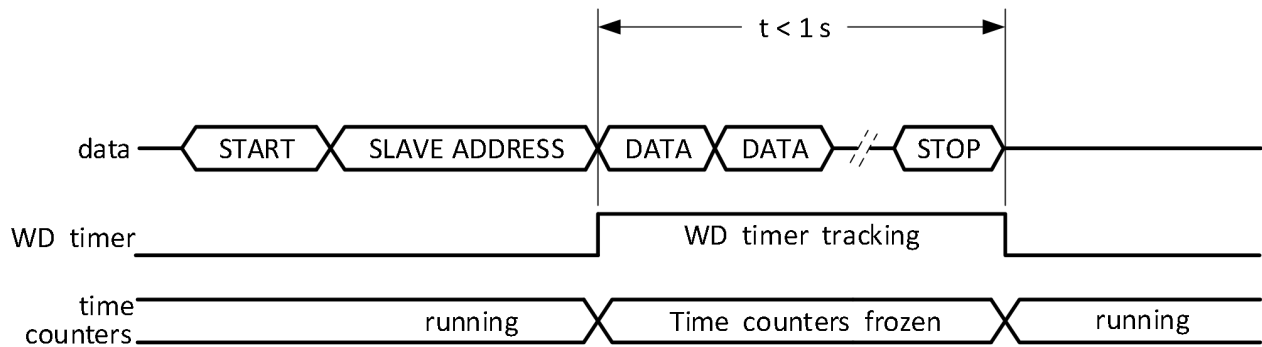 t < 1 s
data START SLAVE ADDRESS DATA DATA STOP
WD timer WD timer tracking
time
counters running Time counters frozen running